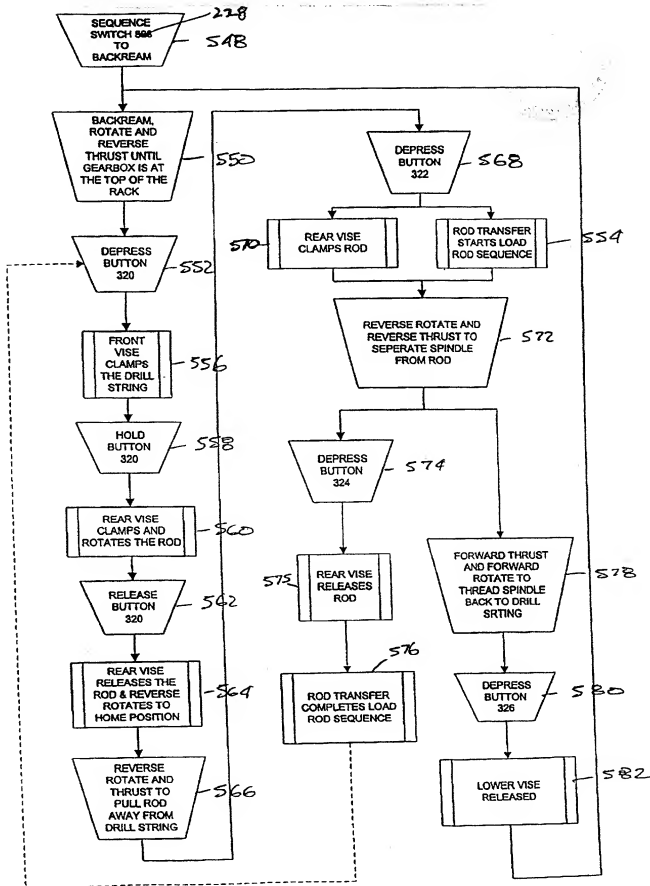 SEQUENCE
SWITCH 598 228
TO
BACKREAM
548
BACKREAM,
ROTATE AND
REVERSE
THRUST UNTIL
GEARBOX IS AT
THE TOP OF THE
RACK
550
DEPRESS
BUTTON
320
552
FRONT
VISE
CLAMPS
THE DRILL
STRING
556
HOLD
BUTTON
320
558
REAR VISE
CLAMPS AND
ROTATES THE ROD
560
RELEASE
BUTTON
320
562
REAR VISE
RELEASES THE
ROD & REVERSE
ROTATES TO
HOME POSITION
564
REVERSE
ROTATE AND
THRUST TO
PULL ROD
AWAY FROM
DRILL STRING
566
DEPRESS
BUTTON
322
568
570
REAR VISE
CLAMPS ROD
ROD TRANSFER
STARTS LOAD
ROD SEQUENCE
554
REVERSE ROTATE AND
REVERSE THRUST TO
SEPERATE SPINDLE
FROM ROD
572
DEPRESS
BUTTON
324
574
575
REAR VISE
RELEASES
ROD
576
ROD TRANSFER
COMPLETES LOAD
ROD SEQUENCE
FORWARD THRUST
AND FORWARD
ROTATE TO
THREAD SPINDLE
BACK TO DRILL
SRTING
578
DEPRESS
BUTTON
326
580
LOWER VISE
RELEASED
582